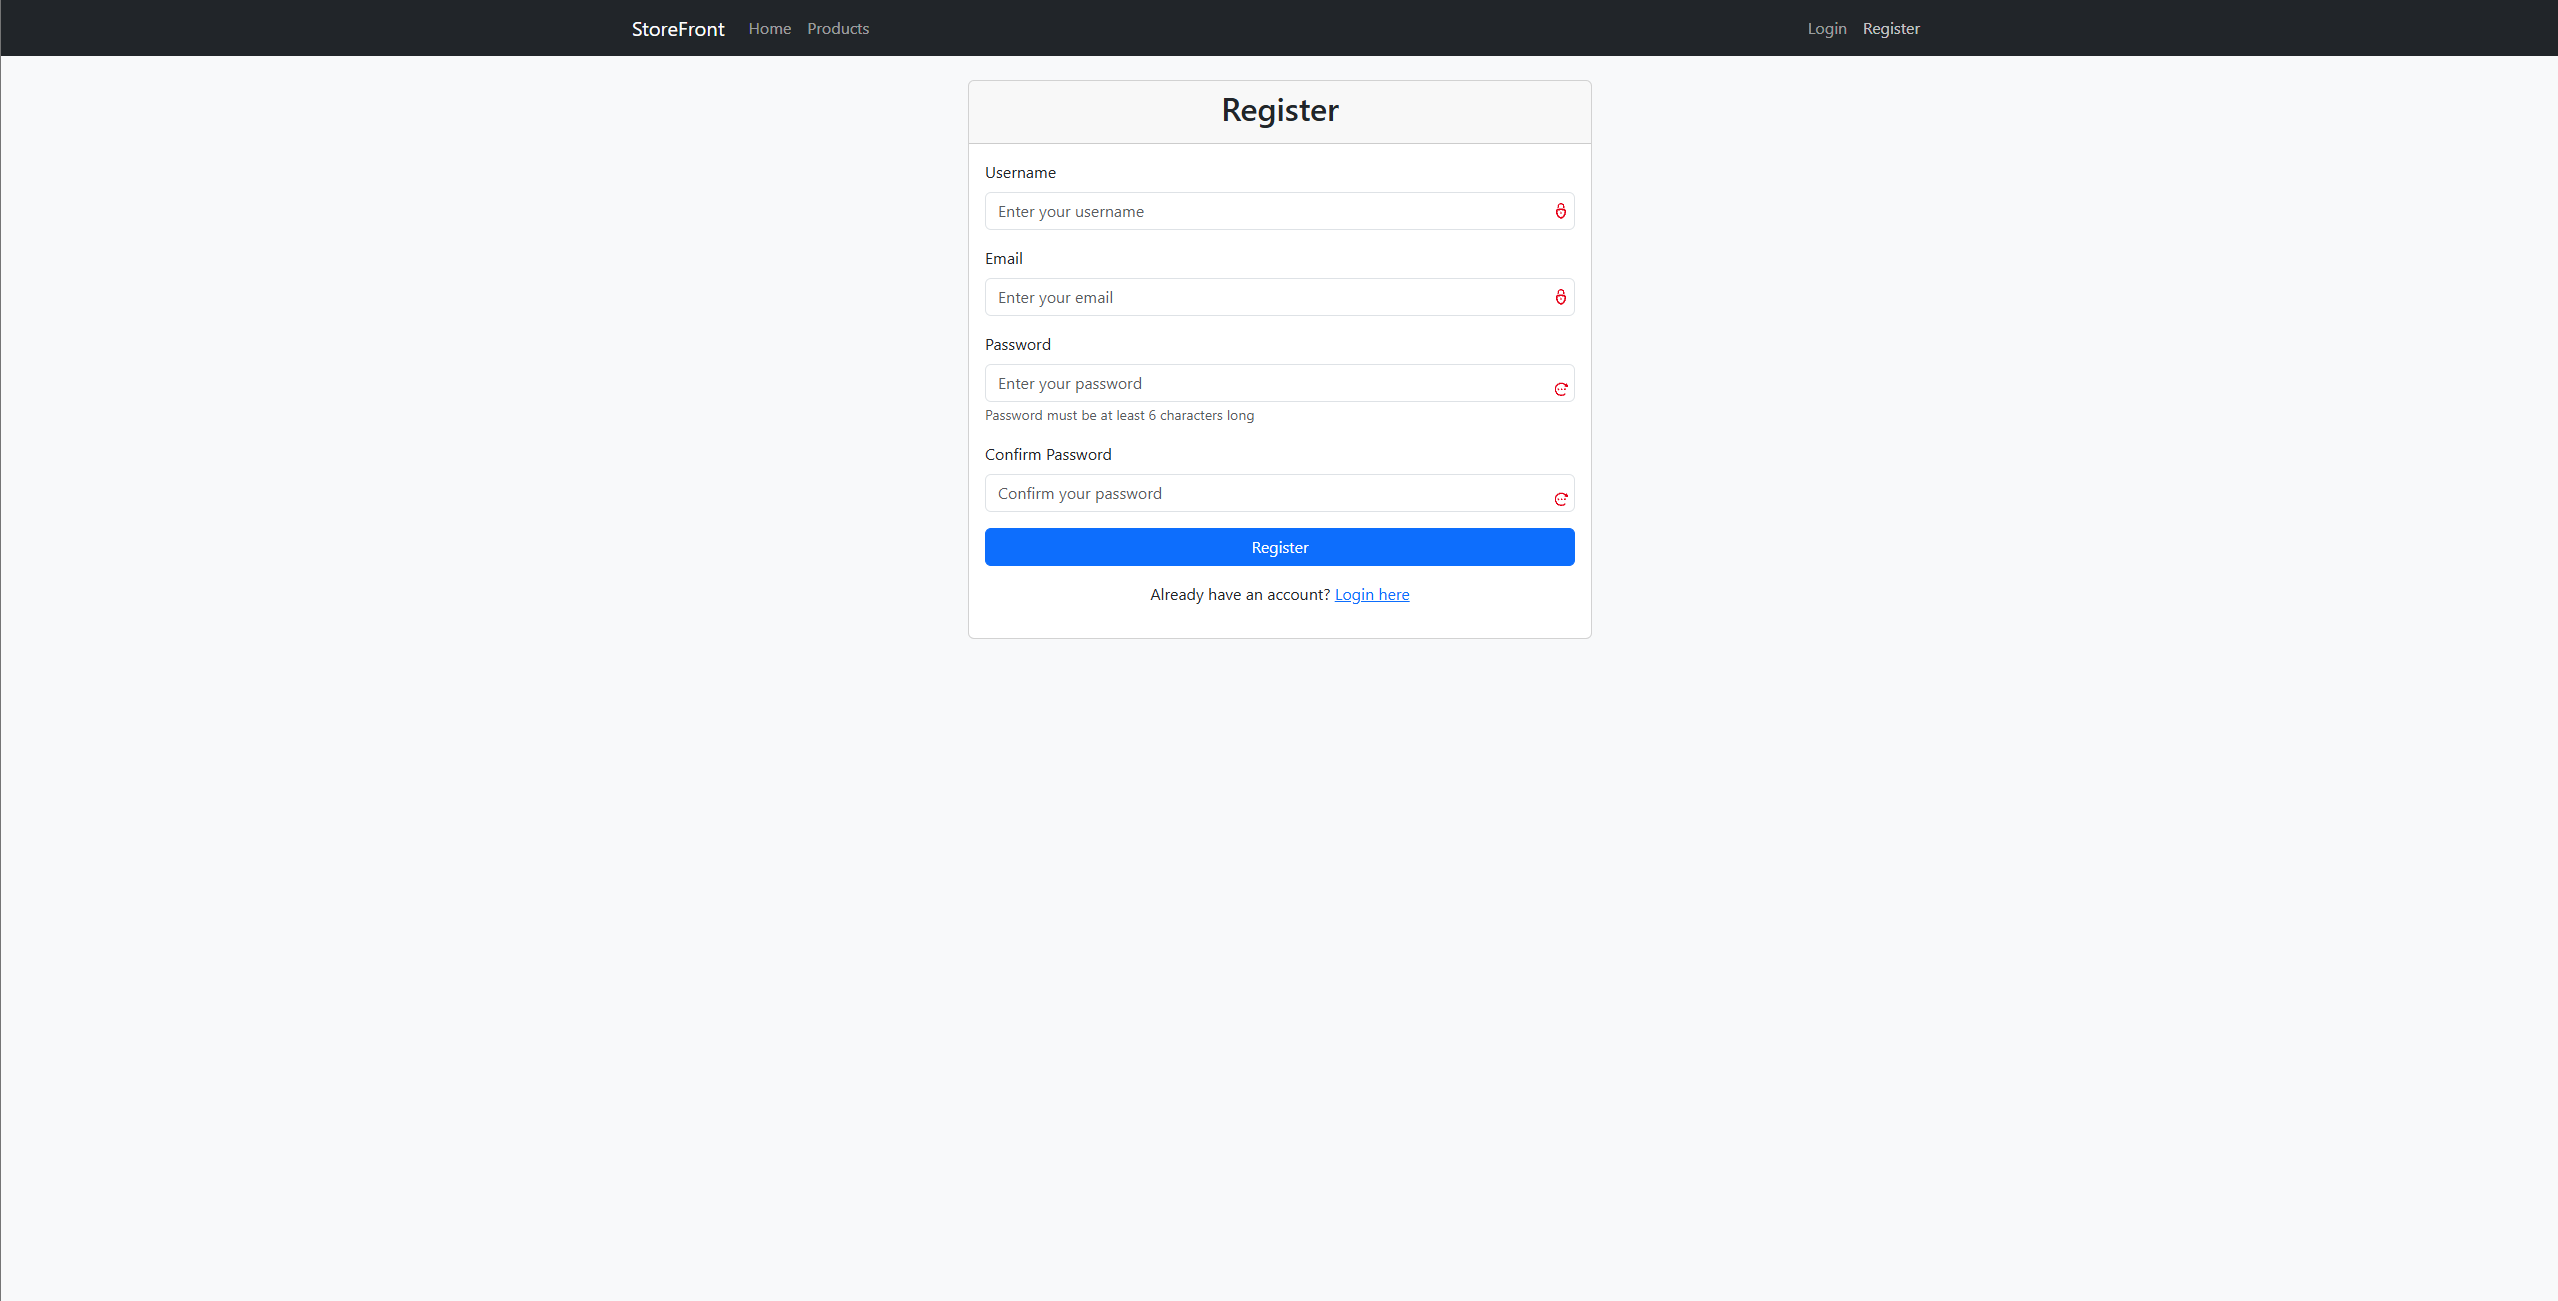 StoreFront Home Products Login Register
Register
Username
Enter your username
Email
Enter your email
Password
Enter your password
Password must be at least 6 characters long
Confirm Password
Confirm your password
Register
Already have an account? Login here